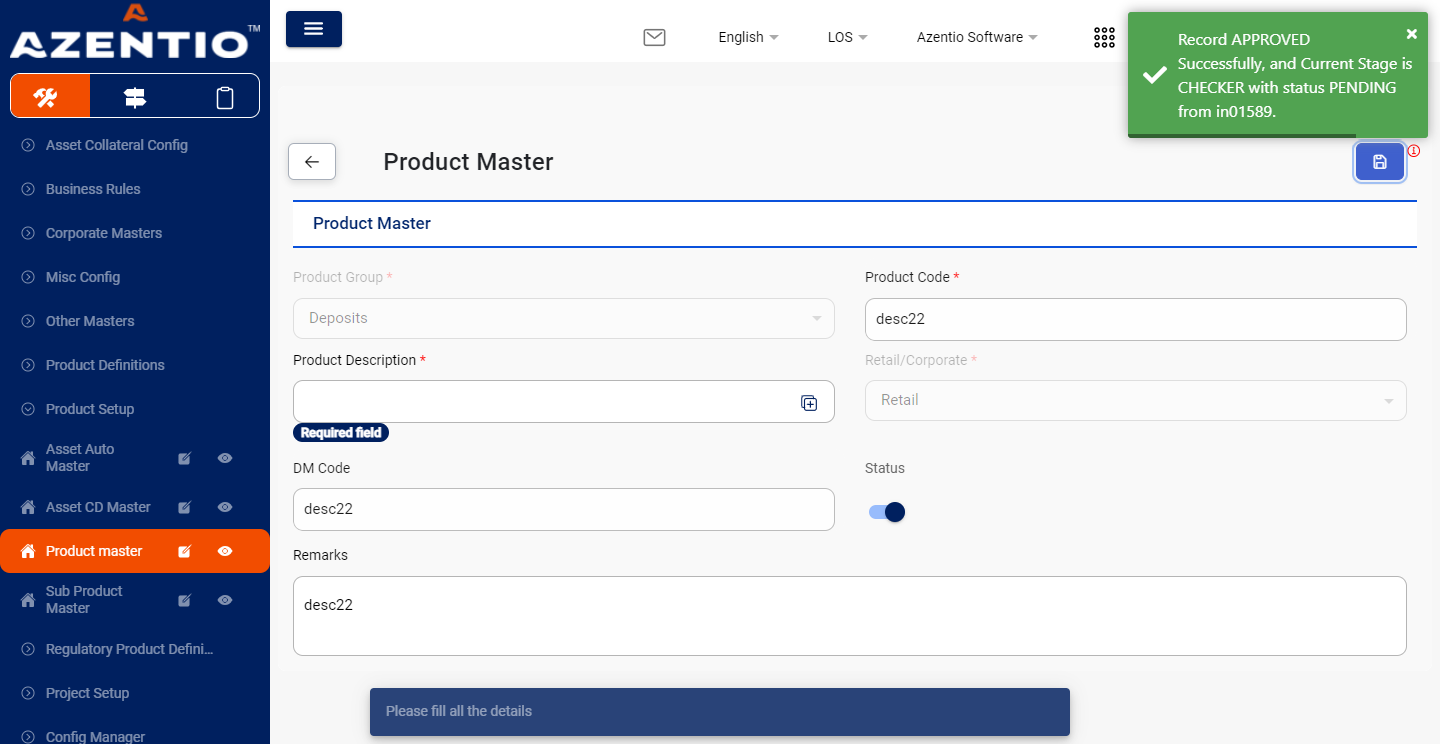 AZENTIO™
English
LOS
Azentio Software
Record APPROVED
Successfully, and Current Stage is
CHECKER with status PENDING
from in01589.
×
Asset Collateral Config
Business Rules
Corporate Masters
Misc Config
Other Masters
Product Definitions
Product Setup
Asset Auto
Master
Asset CD Master
Product master
Sub Product
Master
Regulatory Product Defini...
Project Setup
Config Manager
Product Master
Product Master
Product Group *
Deposits
Product Code *
desc22
Product Description *
Required field
Retail/Corporate *
Retail
DM Code
desc22
Status
Remarks
desc22
Please fill all the details